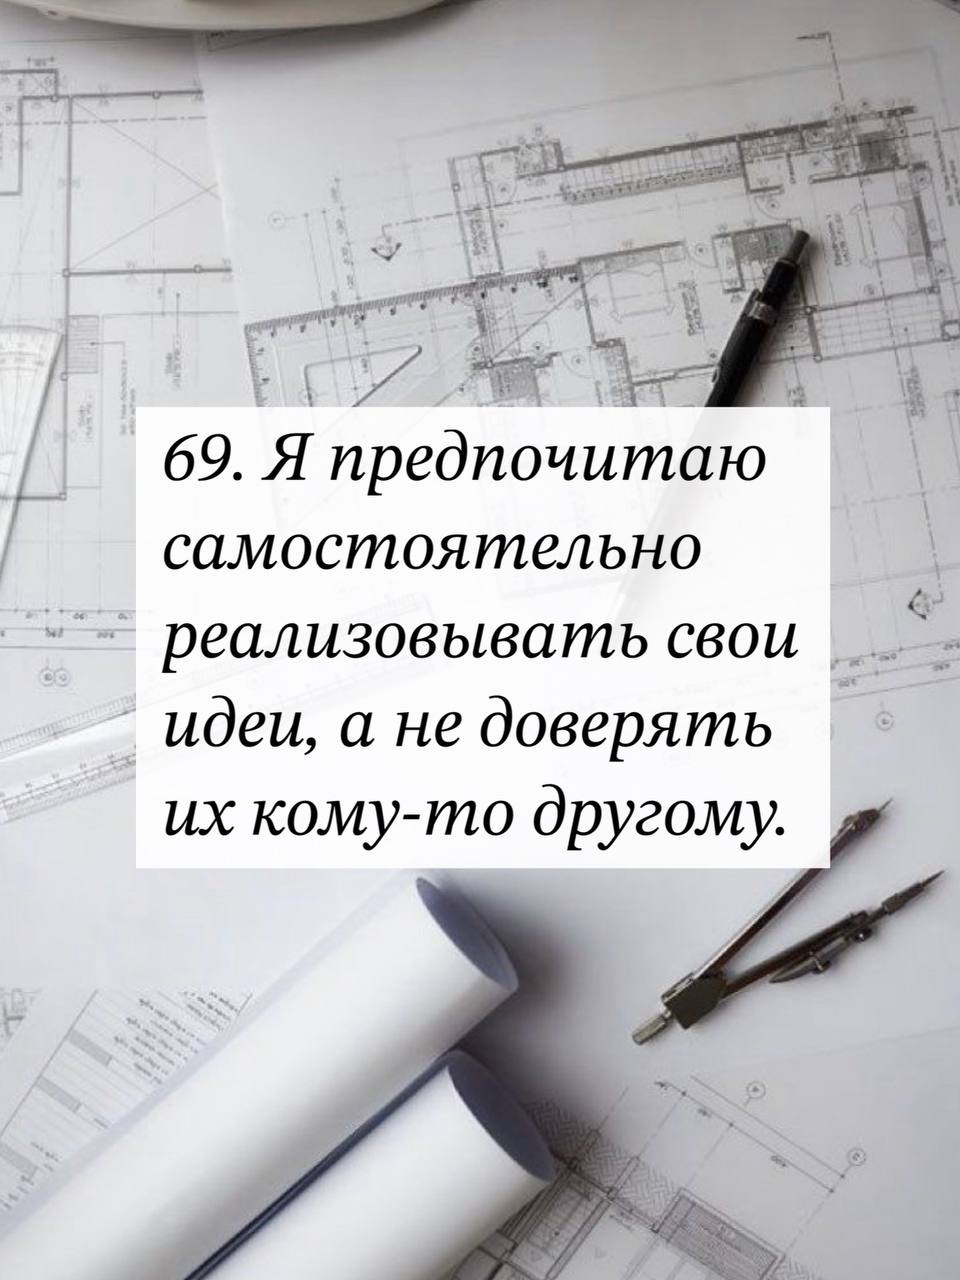 69. Я предпочитаю
самостоятельно
реализовывать свои
идеи, а не доверять
их кому-то другому.